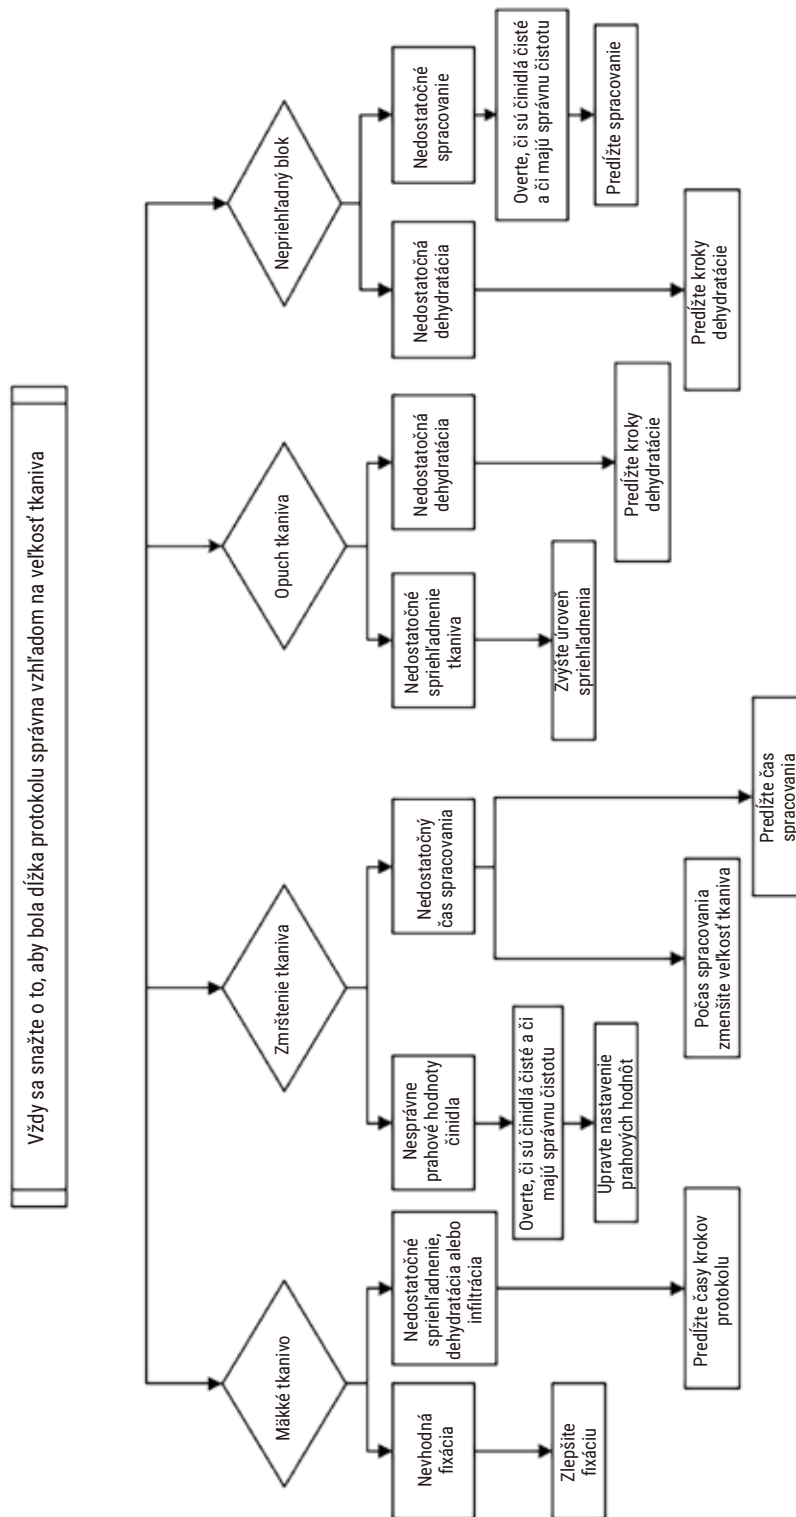 Vždy sa snažte o to, aby bola dĺžka protokolu správna vzhľadom na veľkosť tkaniva
Mäkké tkanivo
Nevhodná
fixácia
Zlepšite
fixáciu
Nedostatočné
spriehľadnenie,
dehydratácia alebo
infiltrácia
Predĺžte časy krokov
protokolu
Zmrštenie tkaniva
Nesprávne
prahové hodnoty
činidla
Overte, či sú činidlá čisté a či
majú správnu čistotu
Upravte nastavenie
prahových hodnôt
Nedostatočný
čas spracovania
Počas spracovania
zmenšite veľkosť tkaniva
Predĺžte čas
spracovania
Opuch tkaniva
Nedostatočné
spriehľadnenie
tkaniva
Zvýšte úroveň
spriehľadnenia
Nedostatočná
dehydratácia
Predĺžte kroky
dehydratácie
Nepriehľadný blok
Nedostatočná
dehydratácia
Predĺžte kroky
dehydratácie
Nedostatočné
spracovanie
Overte, či sú činidlá čisté
a či majú správnu čistotu
Predĺžte spracovanie